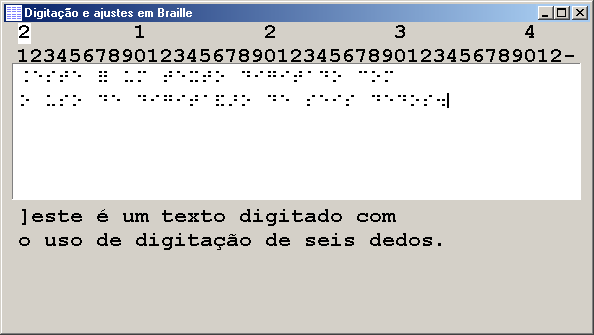 Digitação e ajustes em Braille
2 1 2 3 4
123456789012345678901234567890123456789012-
⠨⠑⠎⠞⠑ ⠿ ⠥⠍ ⠞⠑⠭⠞⠕ ⠙⠊⠛⠊⠞⠁⠙⠕ ⠉⠕⠍
⠕ ⠥⠎⠕ ⠙⠑ ⠙⠊⠛⠊⠞⠁⠯⠜⠕ ⠙⠑ ⠎⠑⠊⠎ ⠙⠑⠙⠕⠎⠲
]este é um texto digitado com
o uso de digitação de seis dedos.